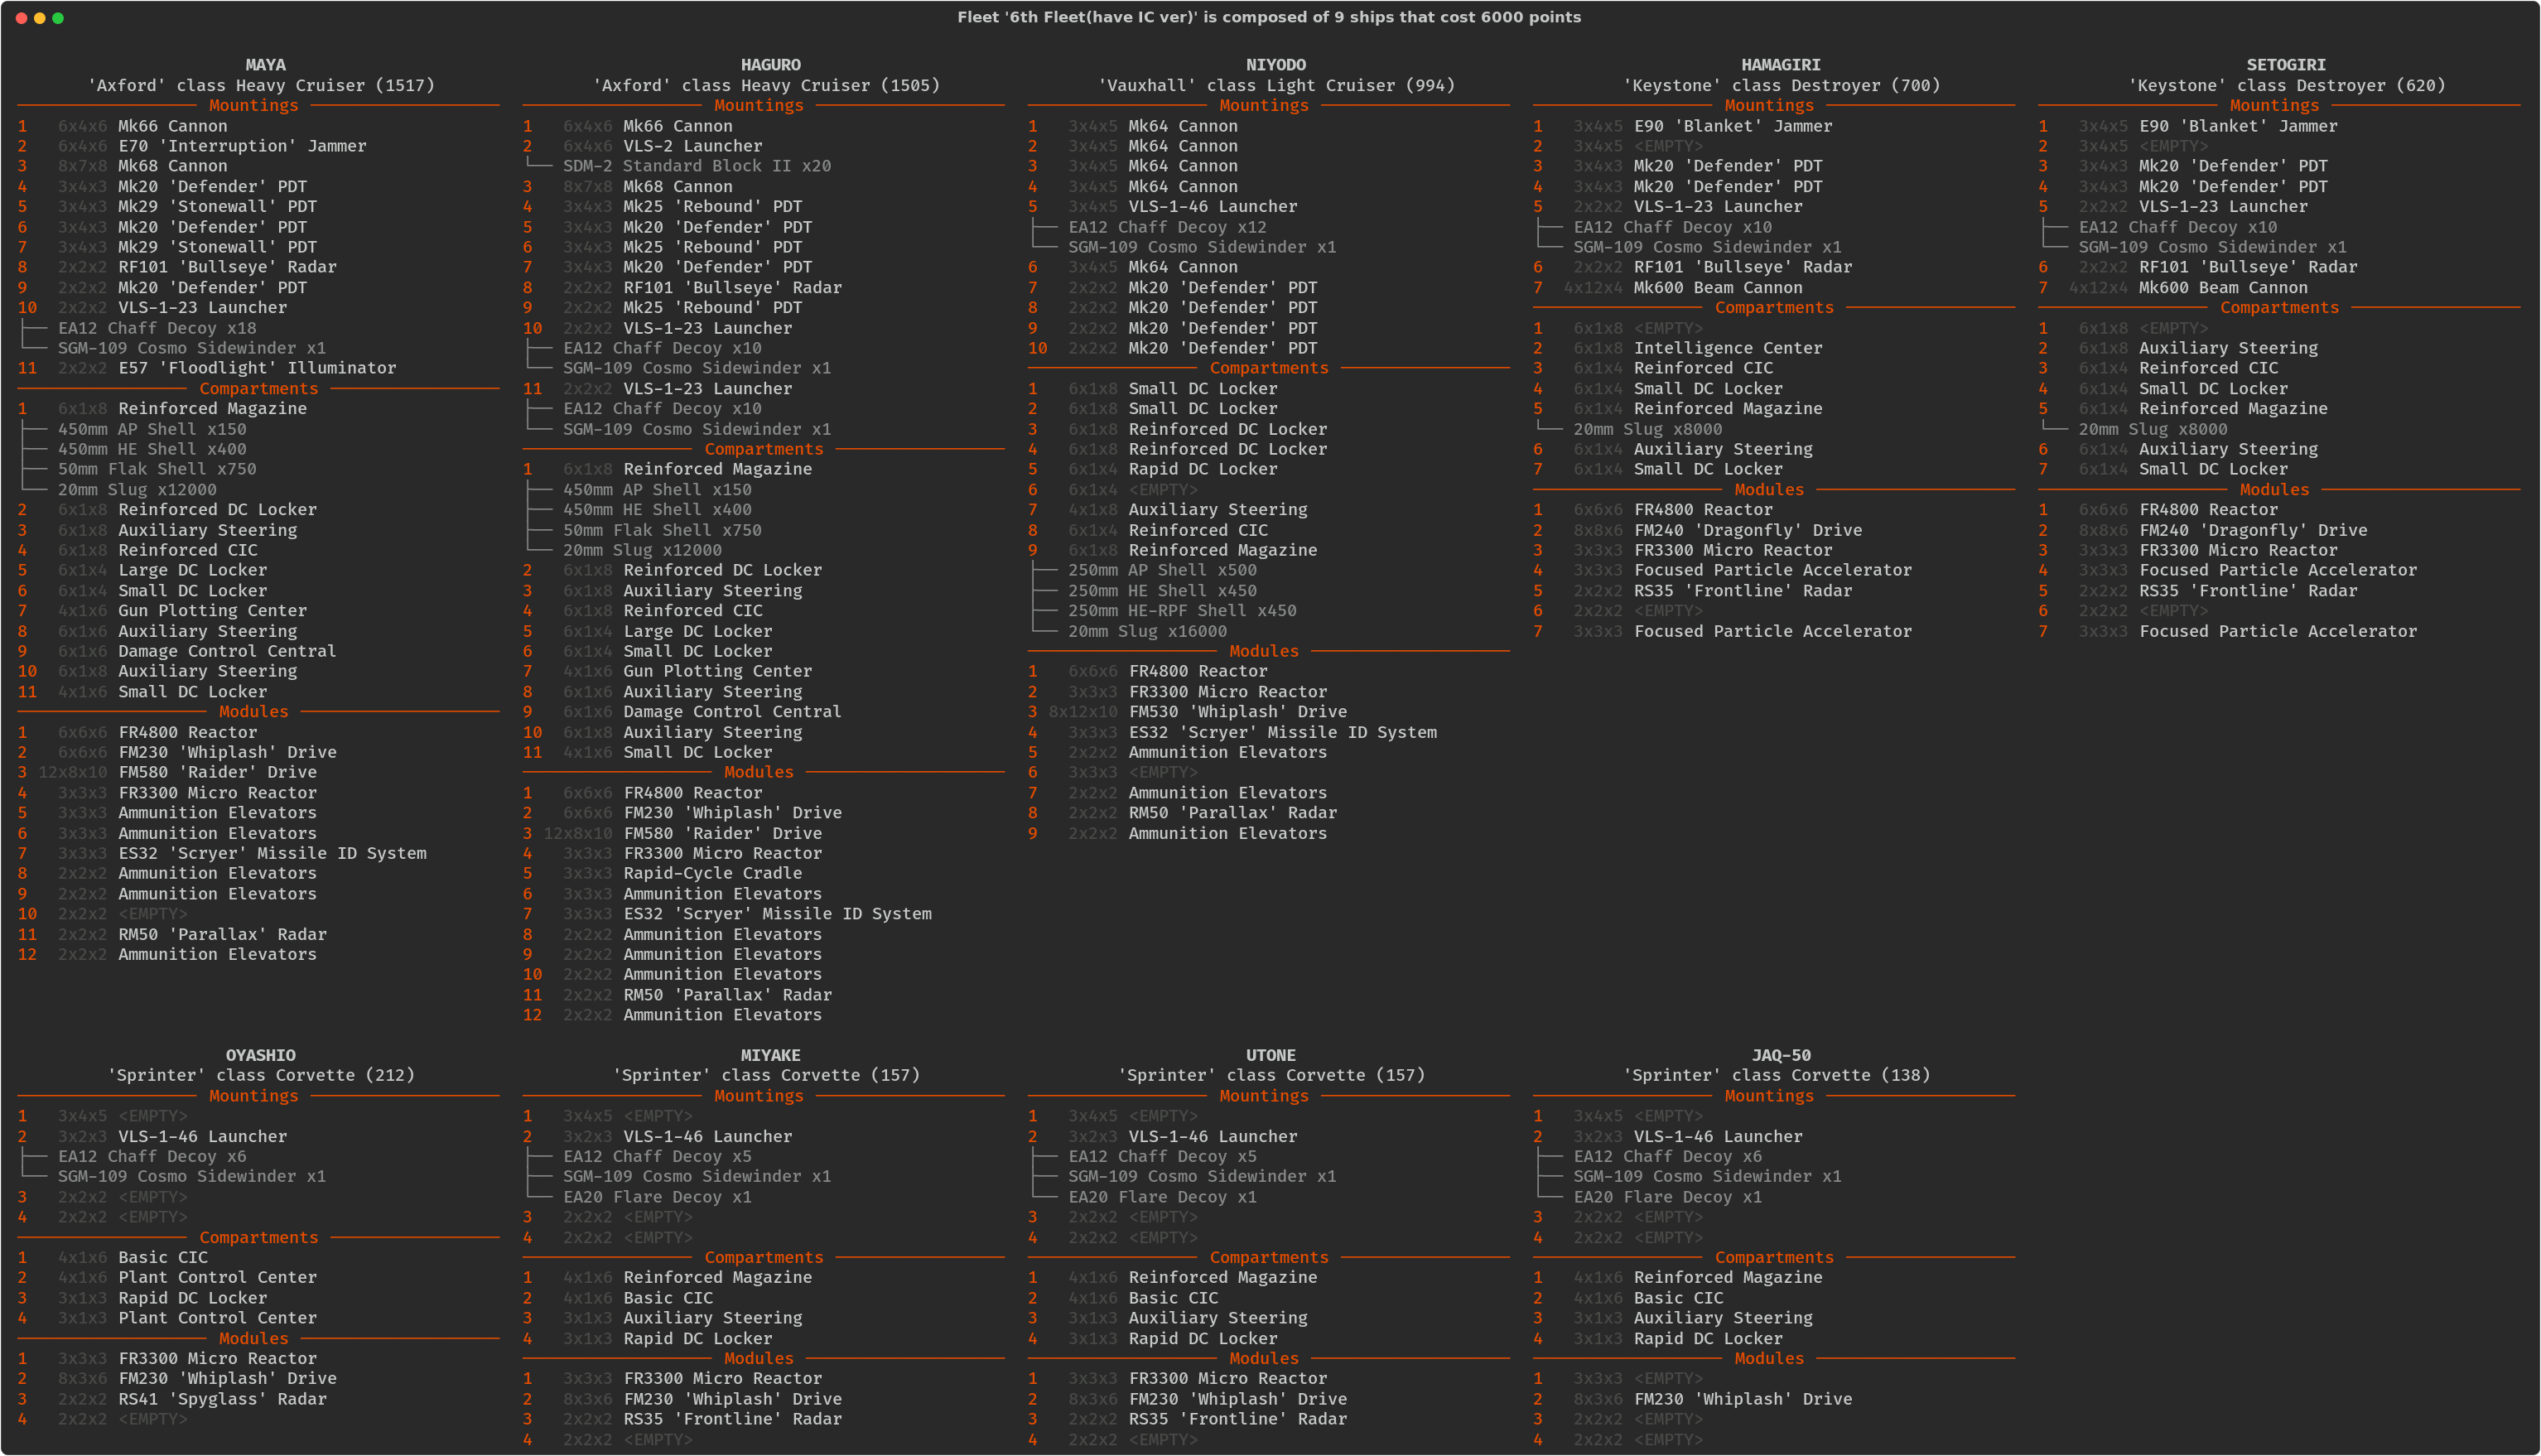 Fleet '6th Fleet(have IC ver)' is composed of 9 ships that cost 6000 points
MAYA
'Axford' class Heavy Cruiser (1517)
Mountings
1 6x4x6 Mk66 Cannon
2 6x4x6 E70 'Interruption' Jammer
3 8x7x8 Mk68 Cannon
4 3x4x3 Mk20 'Defender' PDT
5 3x4x3 Mk29 'Stonewall' PDT
6 3x4x3 Mk20 'Defender' PDT
7 3x4x3 Mk29 'Stonewall' PDT
8 2x2x2 RF101 'Bullseye' Radar
9 2x2x2 Mk20 'Defender' PDT
10 2x2x2 VLS-1-23 Launcher
├── EA12 Chaff Decoy x18
└── SGM-109 Cosmo Sidewinder x1
11 2x2x2 E57 'Floodlight' Illuminator
Compartments
1 6x1x8 Reinforced Magazine
├── 450mm AP Shell x150
├── 450mm HE Shell x400
├── 50mm Flak Shell x750
└── 20mm Slug x12000
2 6x1x8 Reinforced DC Locker
3 6x1x8 Auxiliary Steering
4 6x1x8 Reinforced CIC
5 6x1x4 Large DC Locker
6 6x1x4 Small DC Locker
7 4x1x6 Gun Plotting Center
8 6x1x6 Auxiliary Steering
9 6x1x6 Damage Control Central
10 6x1x8 Auxiliary Steering
11 4x1x6 Small DC Locker
Modules
1 6x6x6 FR4800 Reactor
2 6x6x6 FM230 'Whiplash' Drive
3 12x8x10 FM580 'Raider' Drive
4 3x3x3 FR3300 Micro Reactor
5 3x3x3 Ammunition Elevators
6 3x3x3 Ammunition Elevators
7 3x3x3 ES32 'Scryer' Missile ID System
8 2x2x2 Ammunition Elevators
9 2x2x2 Ammunition Elevators
10 2x2x2 <EMPTY>
11 2x2x2 RM50 'Parallax' Radar
12 2x2x2 Ammunition Elevators
HAGURO
'Axford' class Heavy Cruiser (1505)
Mountings
1 6x4x6 Mk66 Cannon
2 6x4x6 VLS-2 Launcher
└── SDM-2 Standard Block II x20
3 8x7x8 Mk68 Cannon
4 3x4x3 Mk25 'Rebound' PDT
5 3x4x3 Mk20 'Defender' PDT
6 3x4x3 Mk25 'Rebound' PDT
7 3x4x3 Mk20 'Defender' PDT
8 2x2x2 RF101 'Bullseye' Radar
9 2x2x2 Mk25 'Rebound' PDT
10 2x2x2 VLS-1-23 Launcher
├── EA12 Chaff Decoy x10
└── SGM-109 Cosmo Sidewinder x1
11 2x2x2 VLS-1-23 Launcher
├── EA12 Chaff Decoy x10
└── SGM-109 Cosmo Sidewinder x1
Compartments
1 6x1x8 Reinforced Magazine
├── 450mm AP Shell x150
├── 450mm HE Shell x400
├── 50mm Flak Shell x750
└── 20mm Slug x12000
2 6x1x8 Reinforced DC Locker
3 6x1x8 Auxiliary Steering
4 6x1x8 Reinforced CIC
5 6x1x4 Large DC Locker
6 6x1x4 Small DC Locker
7 4x1x6 Gun Plotting Center
8 6x1x6 Auxiliary Steering
9 6x1x6 Damage Control Central
10 6x1x8 Auxiliary Steering
11 4x1x6 Small DC Locker
Modules
1 6x6x6 FR4800 Reactor
2 6x6x6 FM230 'Whiplash' Drive
3 12x8x10 FM580 'Raider' Drive
4 3x3x3 FR3300 Micro Reactor
5 3x3x3 Rapid-Cycle Cradle
6 3x3x3 Ammunition Elevators
7 3x3x3 ES32 'Scryer' Missile ID System
8 2x2x2 Ammunition Elevators
9 2x2x2 Ammunition Elevators
10 2x2x2 Ammunition Elevators
11 2x2x2 RM50 'Parallax' Radar
12 2x2x2 Ammunition Elevators
NIYODO
'Vauxhall' class Light Cruiser (994)
Mountings
1 3x4x5 Mk64 Cannon
2 3x4x5 Mk64 Cannon
3 3x4x5 Mk64 Cannon
4 3x4x5 Mk64 Cannon
5 3x4x5 VLS-1-46 Launcher
├── EA12 Chaff Decoy x12
└── SGM-109 Cosmo Sidewinder x1
6 3x4x5 Mk64 Cannon
7 2x2x2 Mk20 'Defender' PDT
8 2x2x2 Mk20 'Defender' PDT
9 2x2x2 Mk20 'Defender' PDT
10 2x2x2 Mk20 'Defender' PDT
Compartments
1 6x1x8 Small DC Locker
2 6x1x8 Small DC Locker
3 6x1x8 Reinforced DC Locker
4 6x1x8 Reinforced DC Locker
5 6x1x4 Rapid DC Locker
6 6x1x4 <EMPTY>
7 4x1x8 Auxiliary Steering
8 6x1x4 Reinforced CIC
9 6x1x8 Reinforced Magazine
├── 250mm AP Shell x500
├── 250mm HE Shell x450
├── 250mm HE-RPF Shell x450
└── 20mm Slug x16000
Modules
1 6x6x6 FR4800 Reactor
2 3x3x3 FR3300 Micro Reactor
3 8x12x10 FM530 'Whiplash' Drive
4 3x3x3 ES32 'Scryer' Missile ID System
5 2x2x2 Ammunition Elevators
6 3x3x3 <EMPTY>
7 2x2x2 Ammunition Elevators
8 2x2x2 RM50 'Parallax' Radar
9 2x2x2 Ammunition Elevators
HAMAGIRI
'Keystone' class Destroyer (700)
Mountings
1 3x4x5 E90 'Blanket' Jammer
2 3x4x5 <EMPTY>
3 3x4x3 Mk20 'Defender' PDT
4 3x4x3 Mk20 'Defender' PDT
5 2x2x2 VLS-1-23 Launcher
├── EA12 Chaff Decoy x10
└── SGM-109 Cosmo Sidewinder x1
6 2x2x2 RF101 'Bullseye' Radar
7 4x12x4 Mk600 Beam Cannon
Compartments
1 6x1x8 <EMPTY>
2 6x1x8 Intelligence Center
3 6x1x4 Reinforced CIC
4 6x1x4 Small DC Locker
5 6x1x4 Reinforced Magazine
└── 20mm Slug x8000
6 6x1x4 Auxiliary Steering
7 6x1x4 Small DC Locker
Modules
1 6x6x6 FR4800 Reactor
2 8x8x6 FM240 'Dragonfly' Drive
3 3x3x3 FR3300 Micro Reactor
4 3x3x3 Focused Particle Accelerator
5 2x2x2 RS35 'Frontline' Radar
6 2x2x2 <EMPTY>
7 3x3x3 Focused Particle Accelerator
SETOGIRI
'Keystone' class Destroyer (620)
Mountings
1 3x4x5 E90 'Blanket' Jammer
2 3x4x5 <EMPTY>
3 3x4x3 Mk20 'Defender' PDT
4 3x4x3 Mk20 'Defender' PDT
5 2x2x2 VLS-1-23 Launcher
├── EA12 Chaff Decoy x10
└── SGM-109 Cosmo Sidewinder x1
6 2x2x2 RF101 'Bullseye' Radar
7 4x12x4 Mk600 Beam Cannon
Compartments
1 6x1x8 <EMPTY>
2 6x1x8 Auxiliary Steering
3 6x1x4 Reinforced CIC
4 6x1x4 Small DC Locker
5 6x1x4 Reinforced Magazine
└── 20mm Slug x8000
6 6x1x4 Auxiliary Steering
7 6x1x4 Small DC Locker
Modules
1 6x6x6 FR4800 Reactor
2 8x8x6 FM240 'Dragonfly' Drive
3 3x3x3 FR3300 Micro Reactor
4 3x3x3 Focused Particle Accelerator
5 2x2x2 RS35 'Frontline' Radar
6 2x2x2 <EMPTY>
7 3x3x3 Focused Particle Accelerator
OYASHIO
'Sprinter' class Corvette (212)
Mountings
1 3x4x5 <EMPTY>
2 3x2x3 VLS-1-46 Launcher
├── EA12 Chaff Decoy x6
└── SGM-109 Cosmo Sidewinder x1
3 2x2x2 <EMPTY>
4 2x2x2 <EMPTY>
Compartments
1 4x1x6 Basic CIC
2 4x1x6 Plant Control Center
3 3x1x3 Rapid DC Locker
4 3x1x3 Plant Control Center
Modules
1 3x3x3 FR3300 Micro Reactor
2 8x3x6 FM230 'Whiplash' Drive
3 2x2x2 RS41 'Spyglass' Radar
4 2x2x2 <EMPTY>
MIYAKE
'Sprinter' class Corvette (157)
Mountings
1 3x4x5 <EMPTY>
2 3x2x3 VLS-1-46 Launcher
├── EA12 Chaff Decoy x5
├── SGM-109 Cosmo Sidewinder x1
└── EA20 Flare Decoy x1
3 2x2x2 <EMPTY>
4 2x2x2 <EMPTY>
Compartments
1 4x1x6 Reinforced Magazine
2 4x1x6 Basic CIC
3 3x1x3 Auxiliary Steering
4 3x1x3 Rapid DC Locker
Modules
1 3x3x3 FR3300 Micro Reactor
2 8x3x6 FM230 'Whiplash' Drive
3 2x2x2 RS35 'Frontline' Radar
4 2x2x2 <EMPTY>
UTONE
'Sprinter' class Corvette (157)
Mountings
1 3x4x5 <EMPTY>
2 3x2x3 VLS-1-46 Launcher
├── EA12 Chaff Decoy x5
├── SGM-109 Cosmo Sidewinder x1
└── EA20 Flare Decoy x1
3 2x2x2 <EMPTY>
4 2x2x2 <EMPTY>
Compartments
1 4x1x6 Reinforced Magazine
2 4x1x6 Basic CIC
3 3x1x3 Auxiliary Steering
4 3x1x3 Rapid DC Locker
Modules
1 3x3x3 FR3300 Micro Reactor
2 8x3x6 FM230 'Whiplash' Drive
3 2x2x2 RS35 'Frontline' Radar
4 2x2x2 <EMPTY>
JAQ-50
'Sprinter' class Corvette (138)
Mountings
1 3x4x5 <EMPTY>
2 3x2x3 VLS-1-46 Launcher
├── EA12 Chaff Decoy x6
├── SGM-109 Cosmo Sidewinder x1
└── EA20 Flare Decoy x1
3 2x2x2 <EMPTY>
4 2x2x2 <EMPTY>
Compartments
1 4x1x6 Reinforced Magazine
2 4x1x6 Basic CIC
3 3x1x3 Auxiliary Steering
4 3x1x3 Rapid DC Locker
Modules
1 3x3x3 <EMPTY>
2 8x3x6 FM230 'Whiplash' Drive
3 2x2x2 <EMPTY>
4 2x2x2 <EMPTY>